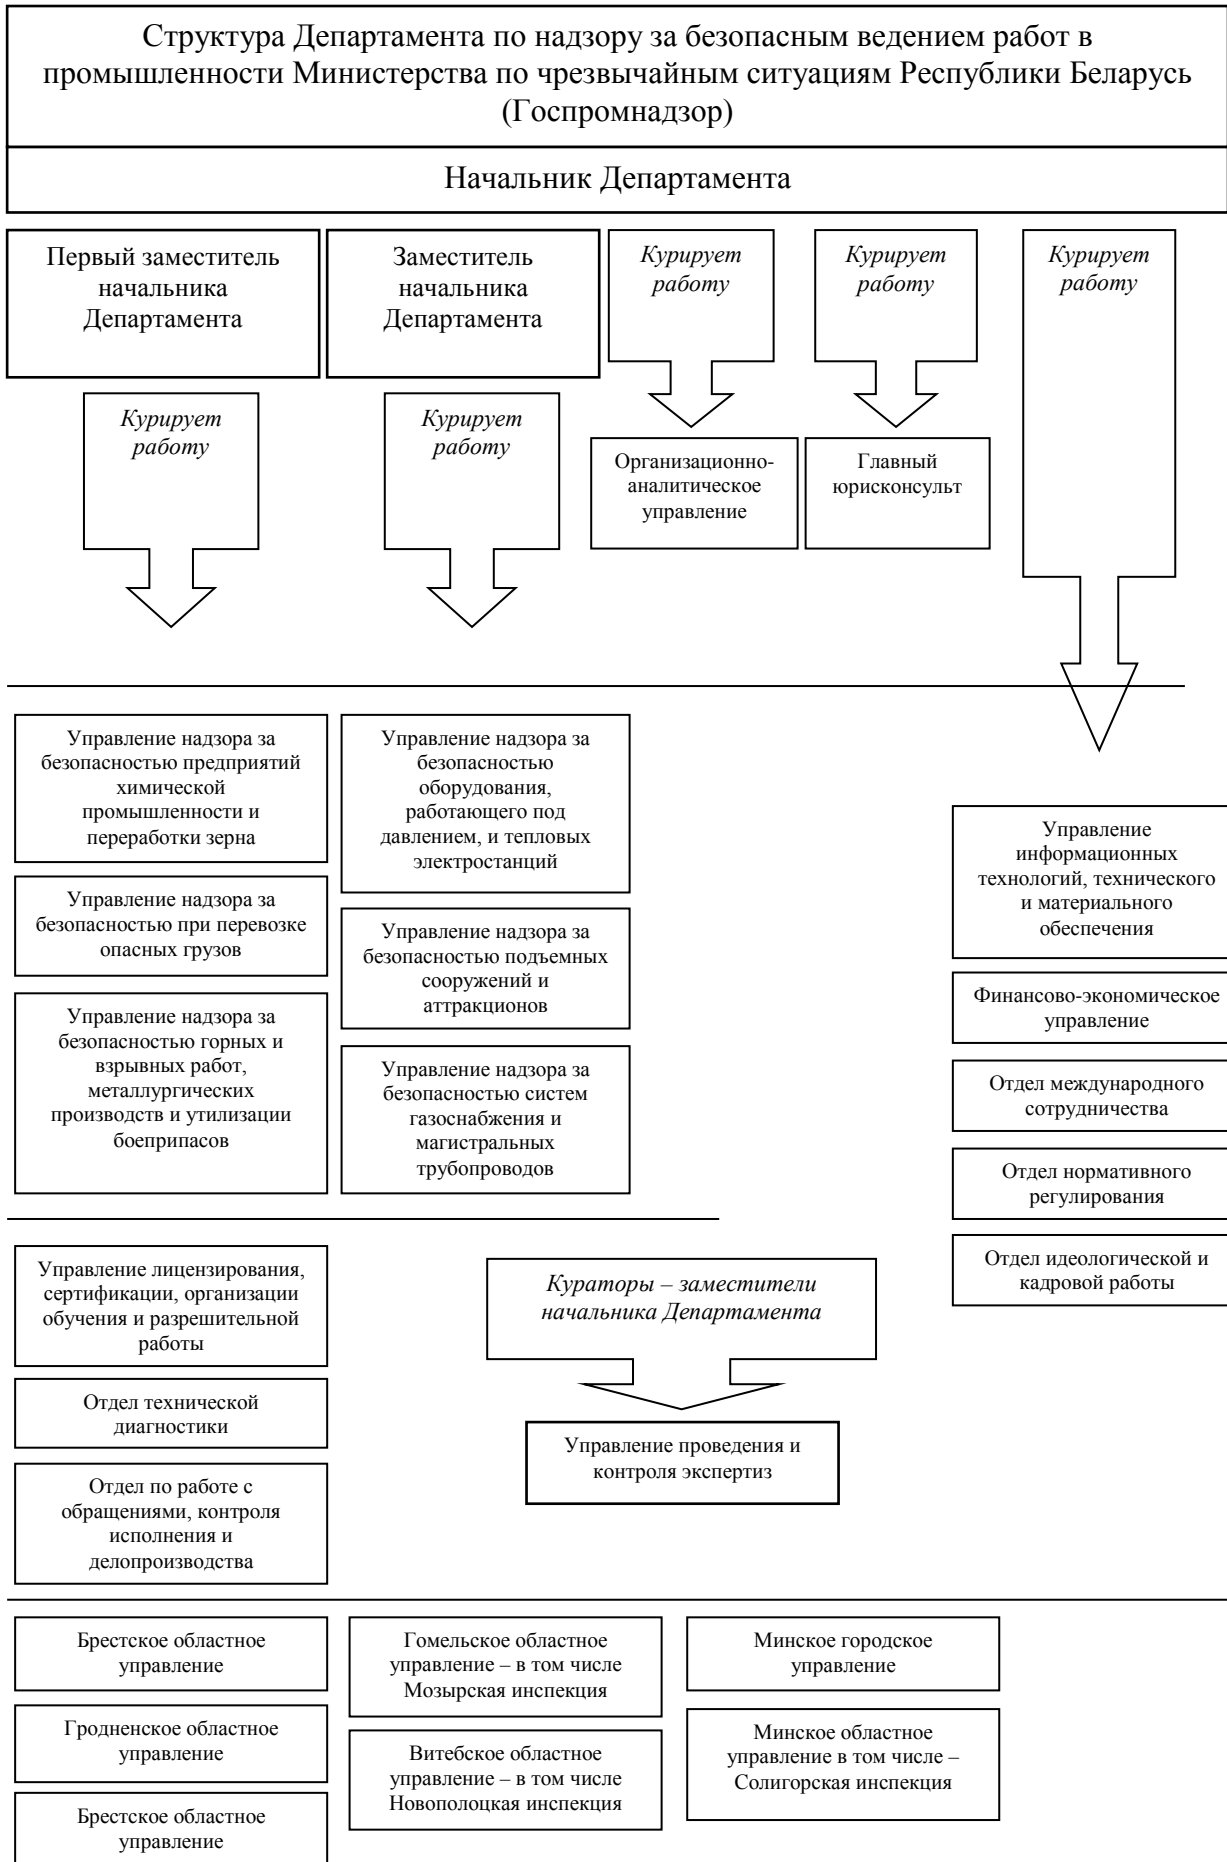 Структура Департамента по надзору за безопасным ведением работ в
промышленности Министерства по чрезвычайным ситуациям Республики Беларусь
(Госпромнадзор)
Начальник Департамента
Первый заместитель
начальника
Департамента
Заместитель
начальника
Департамента
Курирует
работу
Курирует
работу
Курирует
работу
Курирует
работу
Курирует
работу
Организационно-
аналитическое
управление
Главный
юрисконсульт
Управление надзора за
безопасностью предприятий
химической
промышленности и
переработки зерна
Управление надзора за
безопасностью при перевозке
опасных грузов
Управление надзора за
безопасностью горных и
взрывных работ,
металлургических
производств и утилизации
боеприпасов
Управление надзора за
безопасностью
оборудования,
работающего под
давлением, и тепловых
электростанций
Управление надзора за
безопасностью подъемных
сооружений и
аттракционов
Управление надзора за
безопасностью систем
газоснабжения и
магистральных
трубопроводов
Управление
информационных
технологий, технического
и материального
обеспечения
Финансово-экономическое
управление
Отдел международного
сотрудничества
Отдел нормативного
регулирования
Отдел идеологической и
кадровой работы
Управление лицензирования,
сертификации, организации
обучения и разрешительной
работы
Отдел технической
диагностики
Отдел по работе с
обращениями, контроля
исполнения и
делопроизводства
Кураторы – заместители
начальника Департамента
Управление проведения и
контроля экспертиз
Брестское областное
управление
Гродненское областное
управление
Брестское областное
управление
Гомельское областное
управление – в том числе
Мозырская инспекция
Витебское областное
управление – в том числе
Новополоцкая инспекция
Минское городское
управление
Минское областное
управление в том числе –
Солигорская инспекция